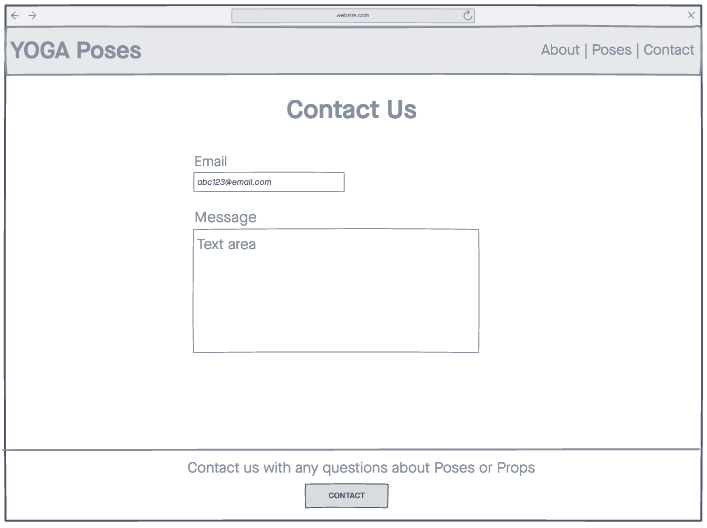 website.com
YOGA Poses
About | Poses | Contact
Contact Us
Email
abc123@email.com
Message
Text area
Contact us with any questions about Poses or Props
CONTACT